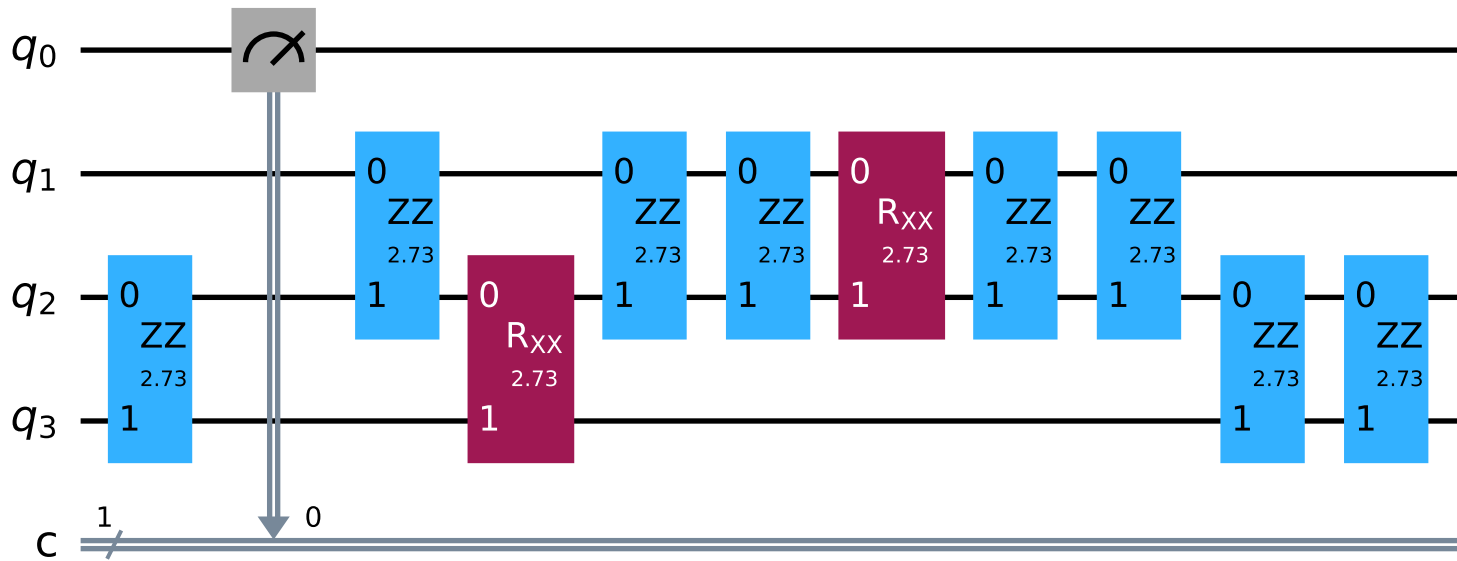 q0
q1
0 0 0 0 0 0
ZZ ZZ ZZ RXX ZZ ZZ
2.73 2.73 2.73 2.73 2.73 2.73
q2
0 1 0 1 1 1 1 1 0 0
ZZ RXX ZZ ZZ
2.73 2.73 2.73 2.73
q3
1 1 1 1
1 0
c